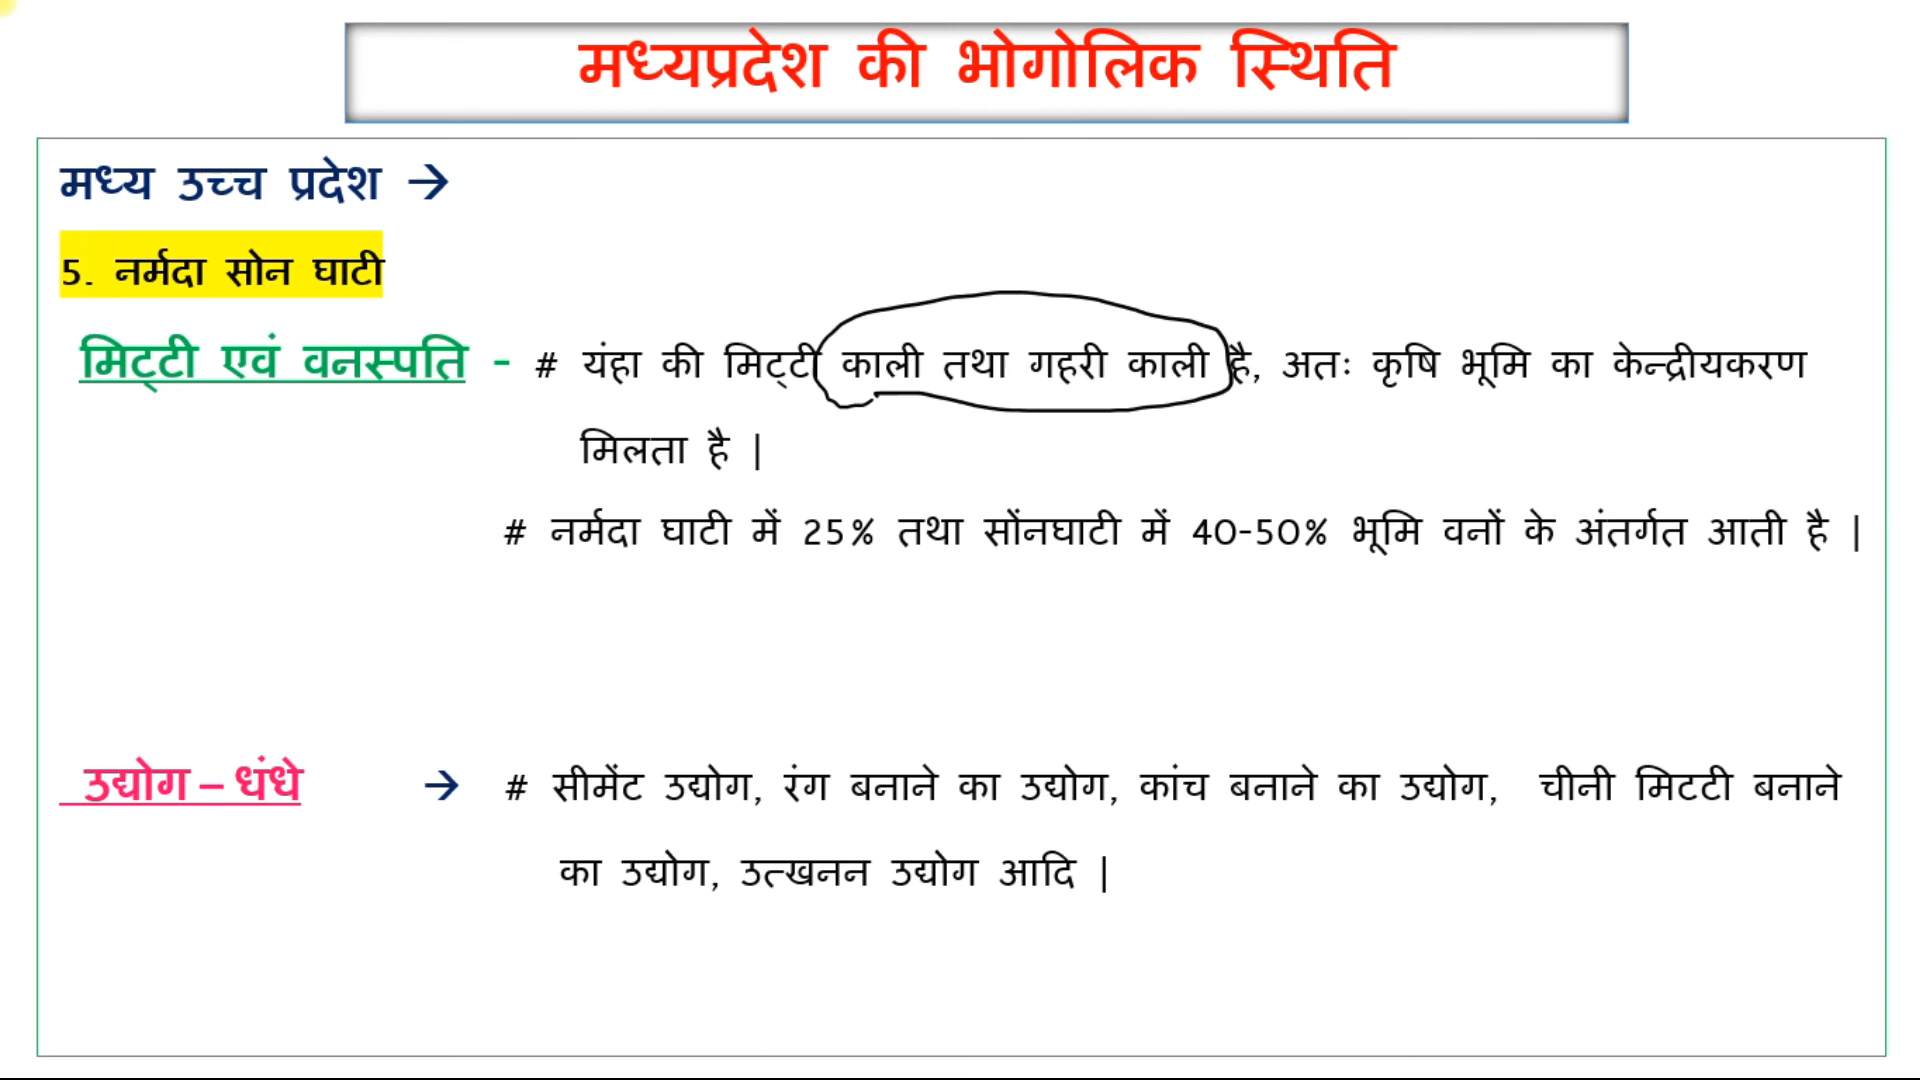 मध्यप्रदेश की भोगोलिक स्थिति
मध्य उच्च प्रदेश →
5. नर्मदा सोन घाटी
मिट्टी एवं वनस्पति - # यंहा की मिट्टी काली तथा गहरी काली है, अतः कृषि भूमि का केन्द्रीयकरण
मिलता है |
# नर्मदा घाटी में 25% तथा सोंनघाटी में 40-50% भूमि वनों के अंतर्गत आती है |
उद्योग – धंधे → # सीमेंट उद्योग, रंग बनाने का उद्योग, कांच बनाने का उद्योग, चीनी मिटटी बनाने
का उद्योग, उत्खनन उद्योग आदि |